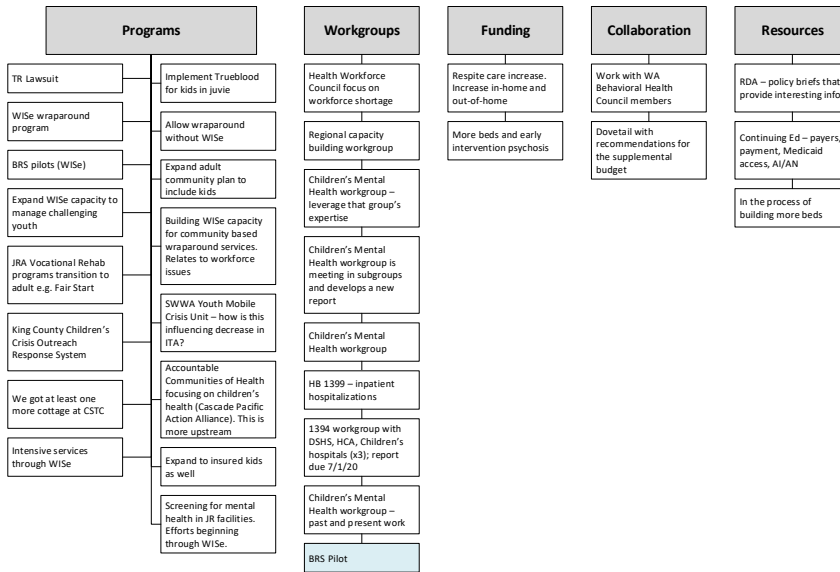 Programs
TR Lawsuit
WISe wraparound
program
BRS pilots (WISe)
Expand WISe capacity to
manage challenging
youth
JRA Vocational Rehab
programs transition to
adult e.g. Fair Start
King County Children's
Crisis Outreach
Response System
We got at least one
more cottage at CSTC
Intensive services
through WISe
Implement Trueblood
for kids in juvie
Allow wraparound
without WISe
Expand adult
community plan to
include kids
Building WISe capacity
for community based
wraparound services.
Relates to workforce
issues
SWWA Youth Mobile
Crisis Unit – how is this
influencing decrease in
ITA?
Accountable
Communities of Health
focusing on children's
health (Cascade Pacific
Action Alliance). This is
more upstream
Expand to insured kids
as well
Screening for mental
health in JR facilities.
Efforts beginning
through WISe.
Workgroups
Health Workforce
Council focus on
workforce shortage
Regional capacity
building workgroup
Children's Mental
Health workgroup –
leverage that group's
expertise
Children's Mental
Health workgroup is
meeting in subgroups
and develops a new
report
Children's Mental
Health workgroup
HB 1399 – inpatient
hospitalizations
1394 workgroup with
DSHS, HCA, Children's
hospitals (x3); report
due 7/1/20
Children's Mental
Health workgroup –
past and present work
BRS Pilot
Funding
Respite care increase.
Increase in-home and
out-of-home
More beds and early
intervention psychosis
Collaboration
Work with WA
Behavioral Health
Council members
Dovetail with
recommendations for
the supplemental
budget
Resources
RDA – policy briefs that
provide interesting info
Continuing Ed – payers,
payment, Medicaid
access, AI/AN
In the process of
building more beds